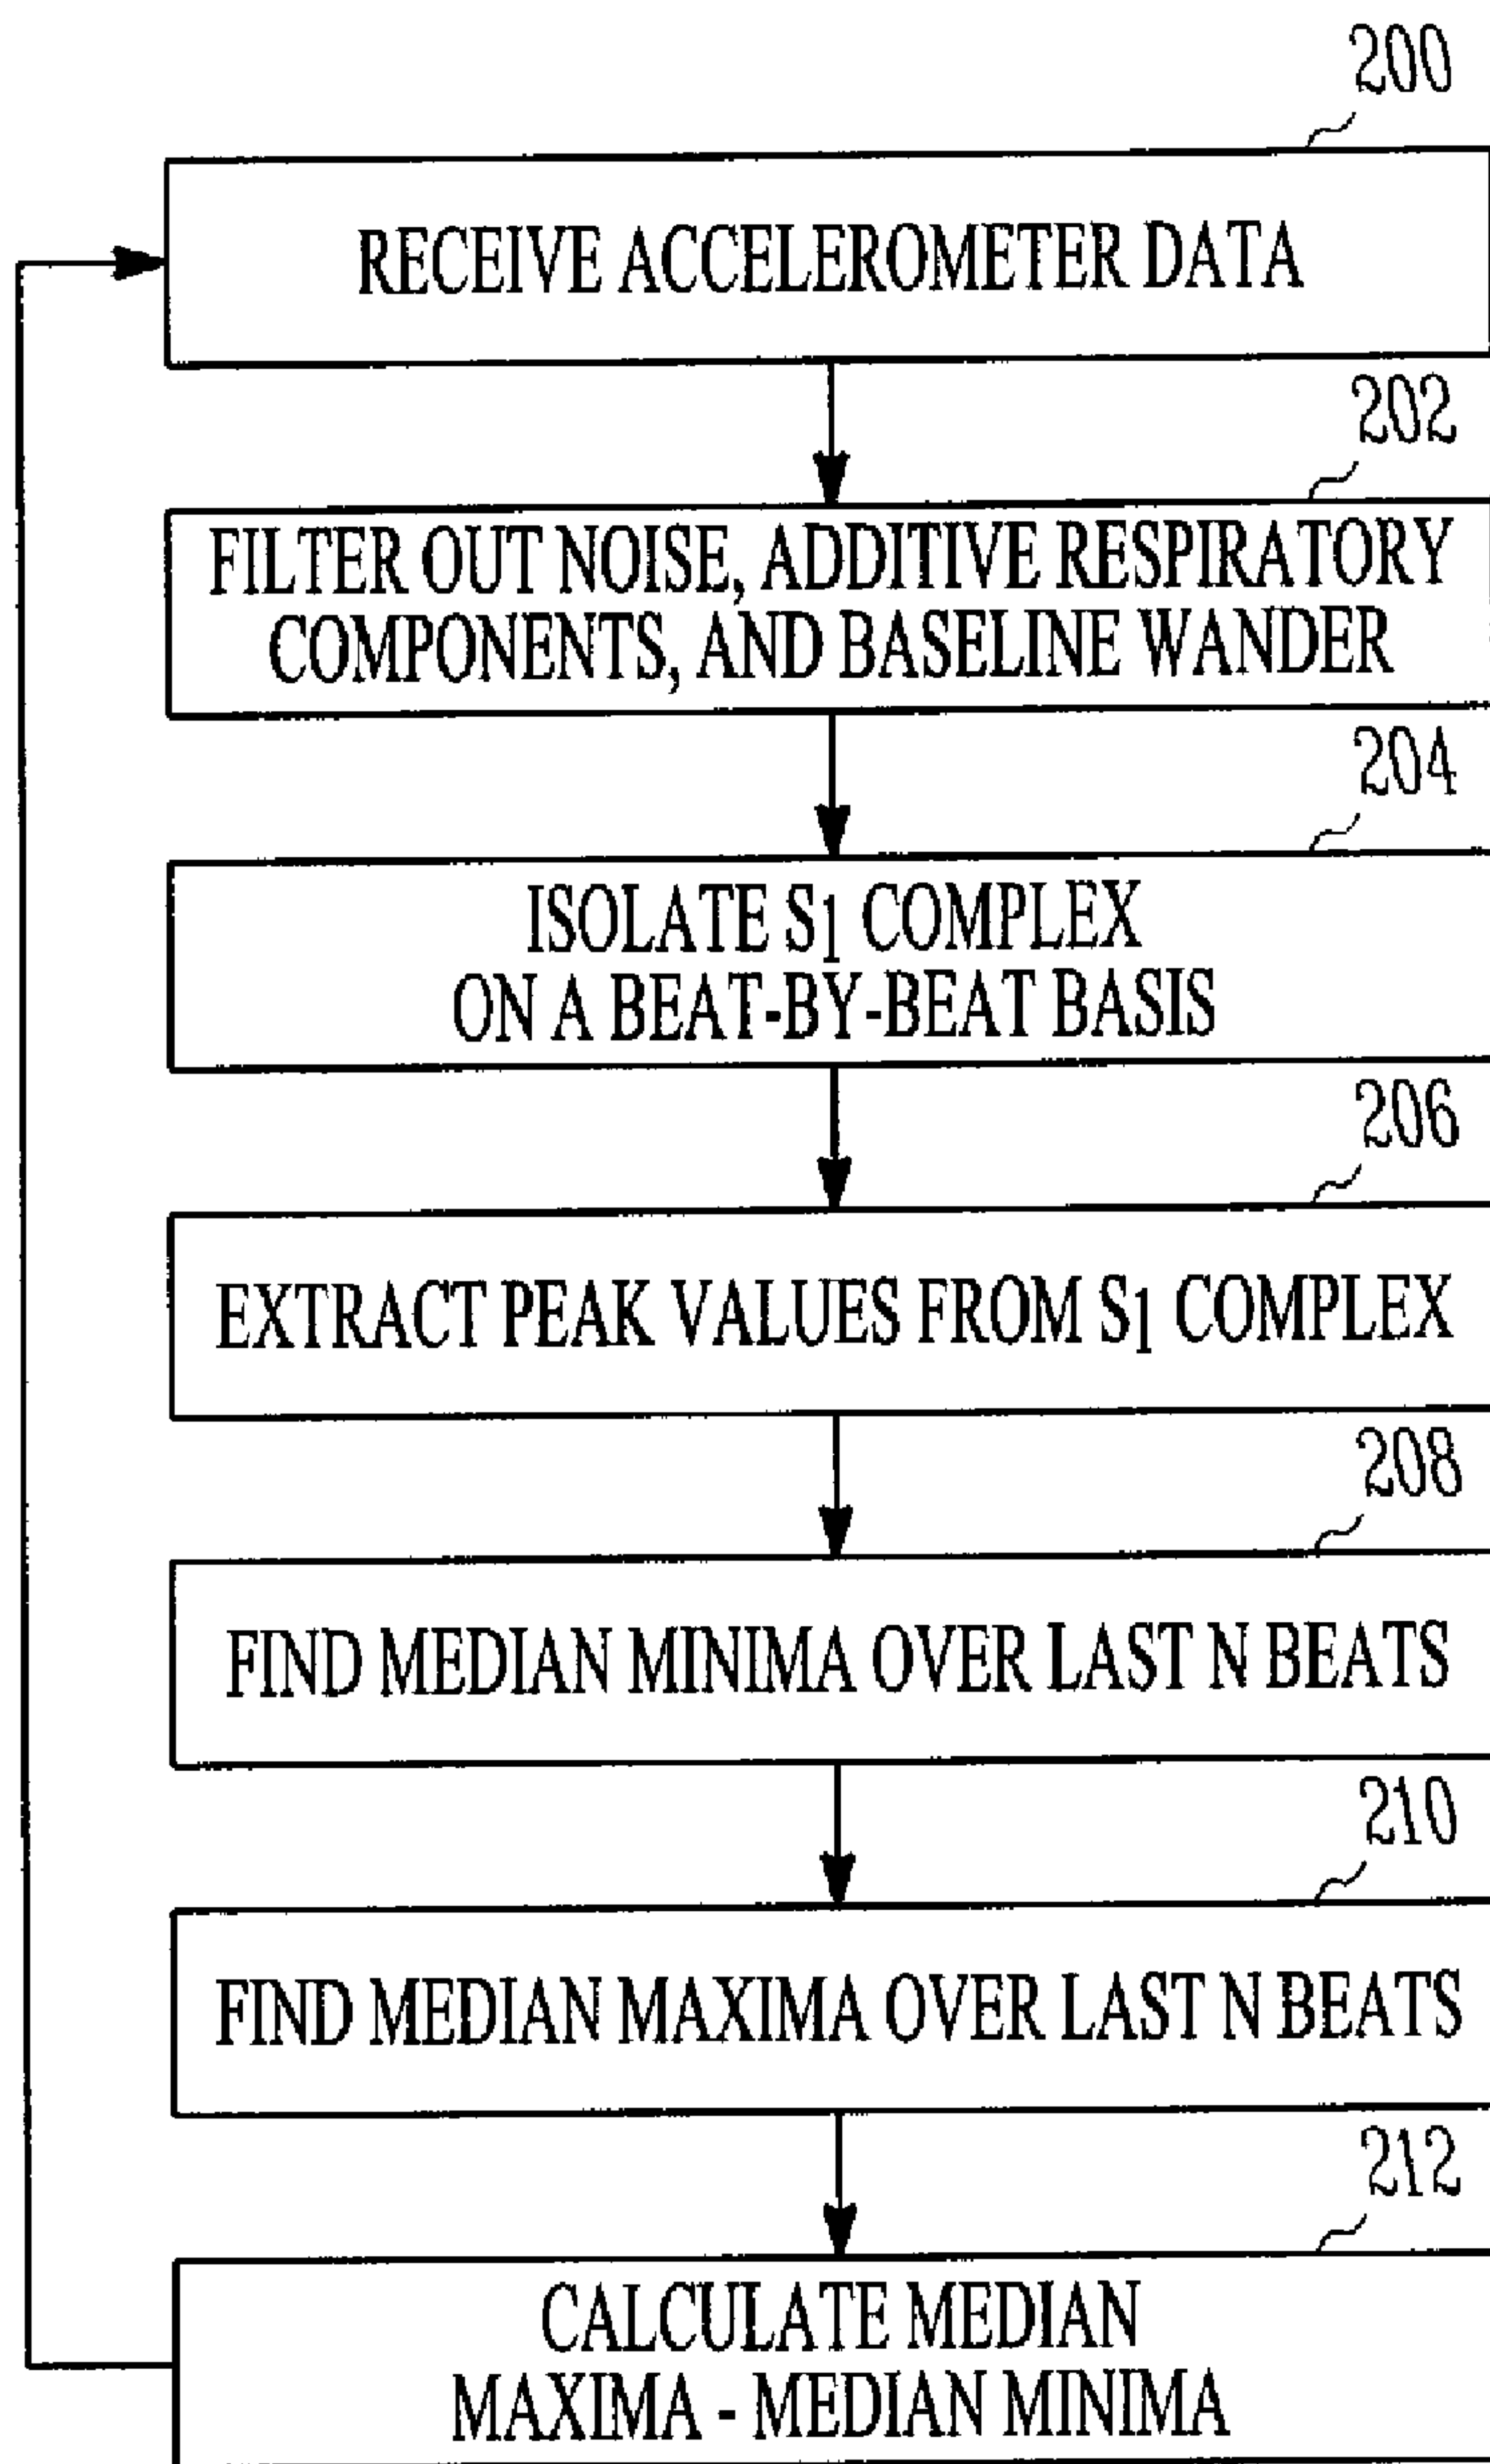 200
RECEIVE ACCELEROMETER DATA
202
FILTER OUT NOISE, ADDITIVE RESPIRATORY
COMPONENTS, AND BASELINE WANDER
204
ISOLATE S1 COMPLEX
ON A BEAT-BY-BEAT BASIS
206
EXTRACT PEAK VALUES FROM S1 COMPLEX
208
FIND MEDIAN MINIMA OVER LAST N BEATS
210
FIND MEDIAN MAXIMA OVER LAST N BEATS
212
CALCULATE MEDIAN
MAXIMA - MEDIAN MINIMA